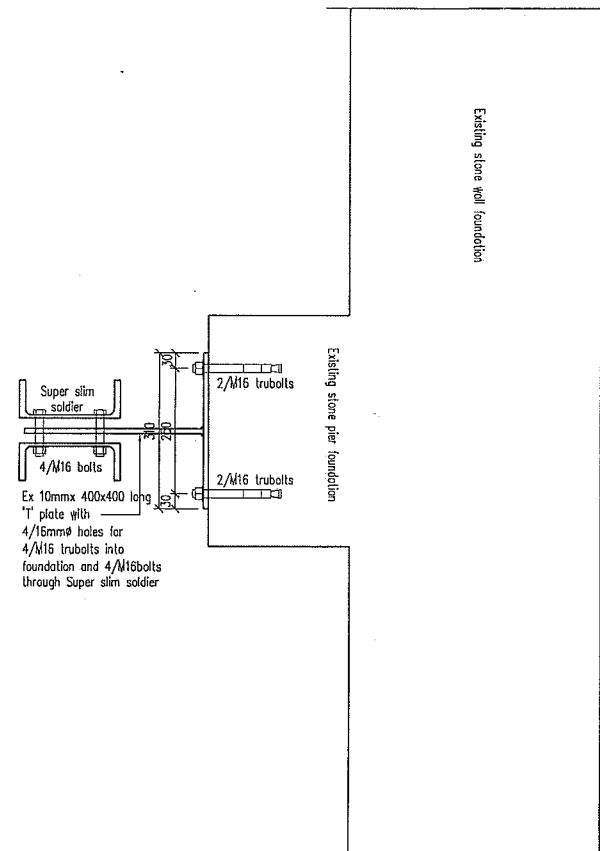 Existing stone wall foundation
Existing stone pier foundation
30
2/M16 trubolts
Super slim
soldier
310
250
4/M16 bolts
2/M16 trubolts
30
Ex 10mmx 400x400 long
'T' plate with
4/16mmø holes for
4/M16 trubolts into
foundation and 4/M16bolts
through Super slim soldier